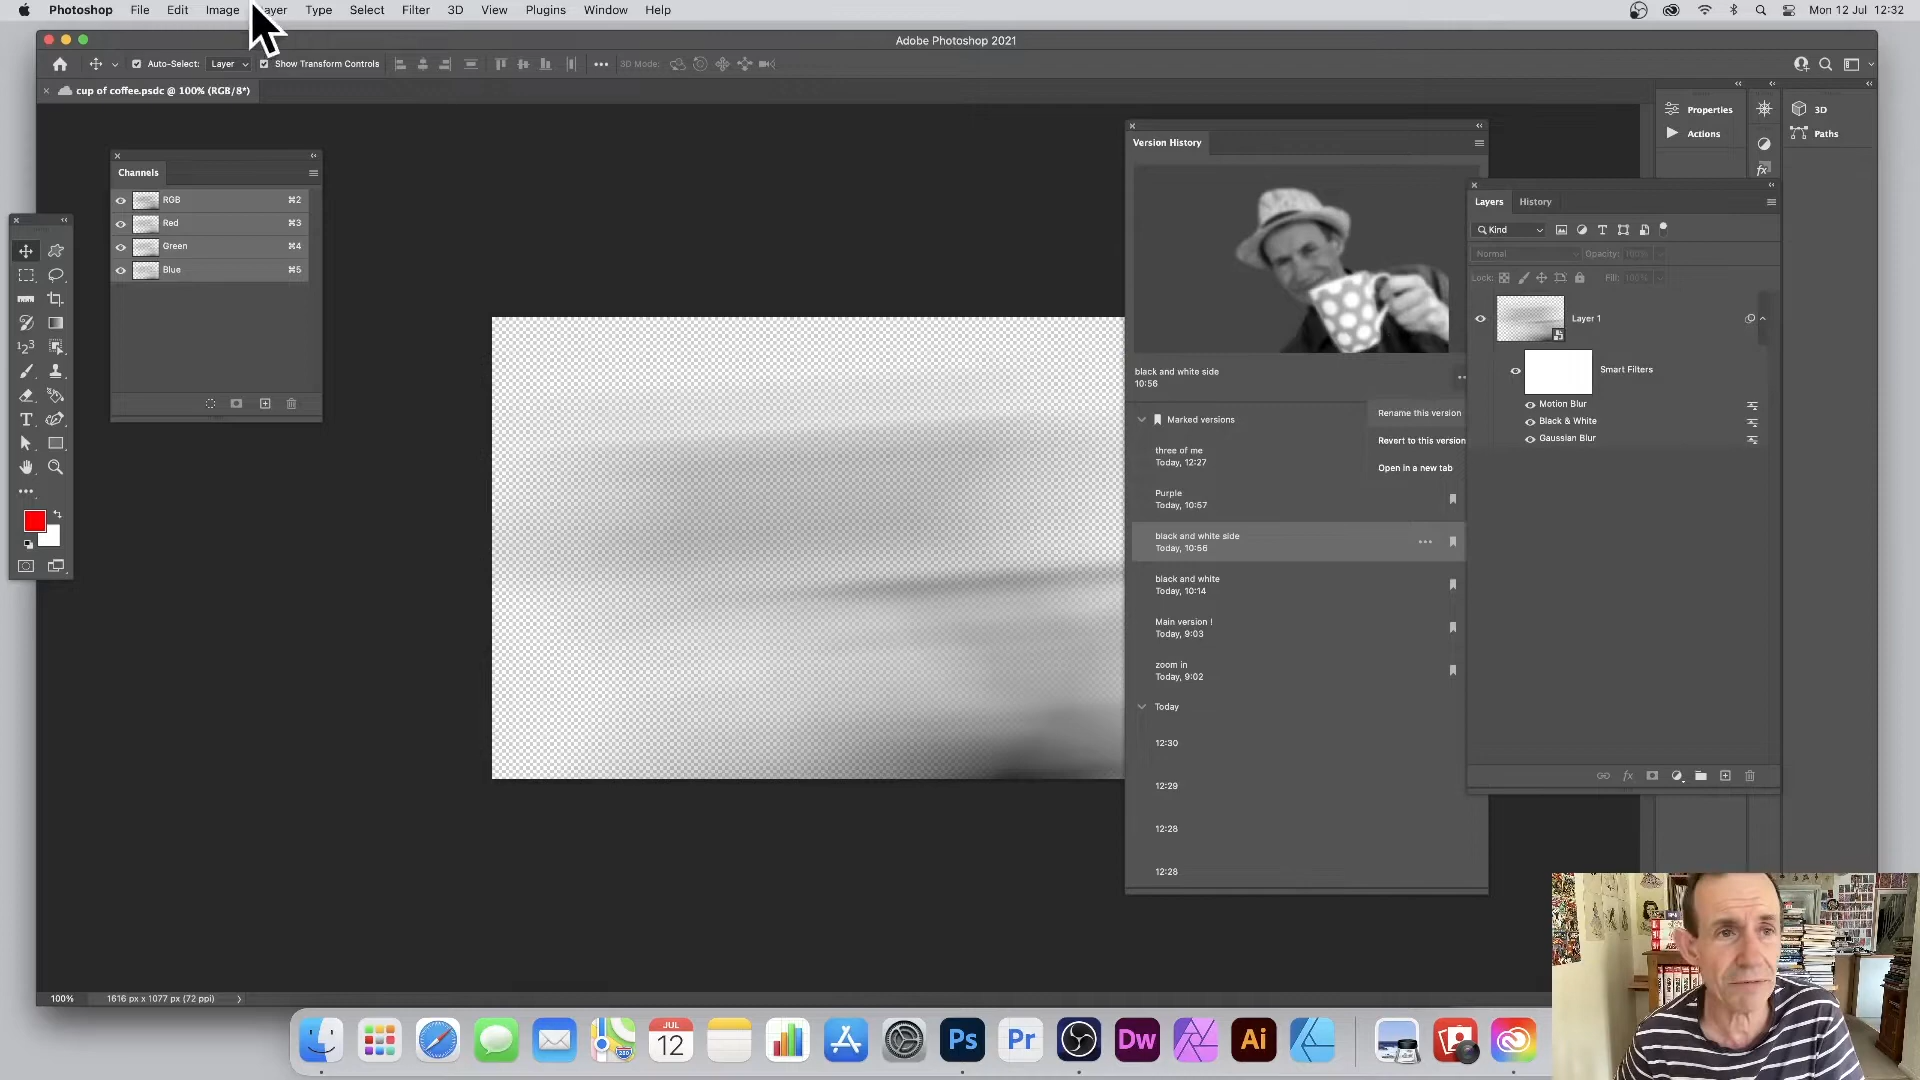 Photoshop File Edit Image Layer Type Select Filter 3D View Plugins Window Help Mon 12 Jul 12:32
Adobe Photoshop 2021
Auto-Select: Layer Show Transform Controls 3D Mode:
cup of coffee.psdc @ 100% (RGB/8*)
Properties
3D
Actions
Paths
Channels
RGB ⌘2
Red ⌘3
Green ⌘4
Blue ⌘5
Version History
black and white side
10:56
Marked versions
three of me
Today, 12:27
Purple
Today, 10:57
black and white side
Today, 10:56
black and white
Today, 10:14
Main version !
Today, 9:03
zoom in
Today, 9:02
Today
12:30
12:29
12:28
12:28
Rename this version
Revert to this version
Open in a new tab
Layers History
Kind
Normal Opacity: 100%
Lock: Fill: 100%
Layer 1
Smart Filters
Motion Blur
Black & White
Gaussian Blur
100% 1616 px x 1077 px (72 ppi)
JUL
12
Ps
Pr
Dw
Ai